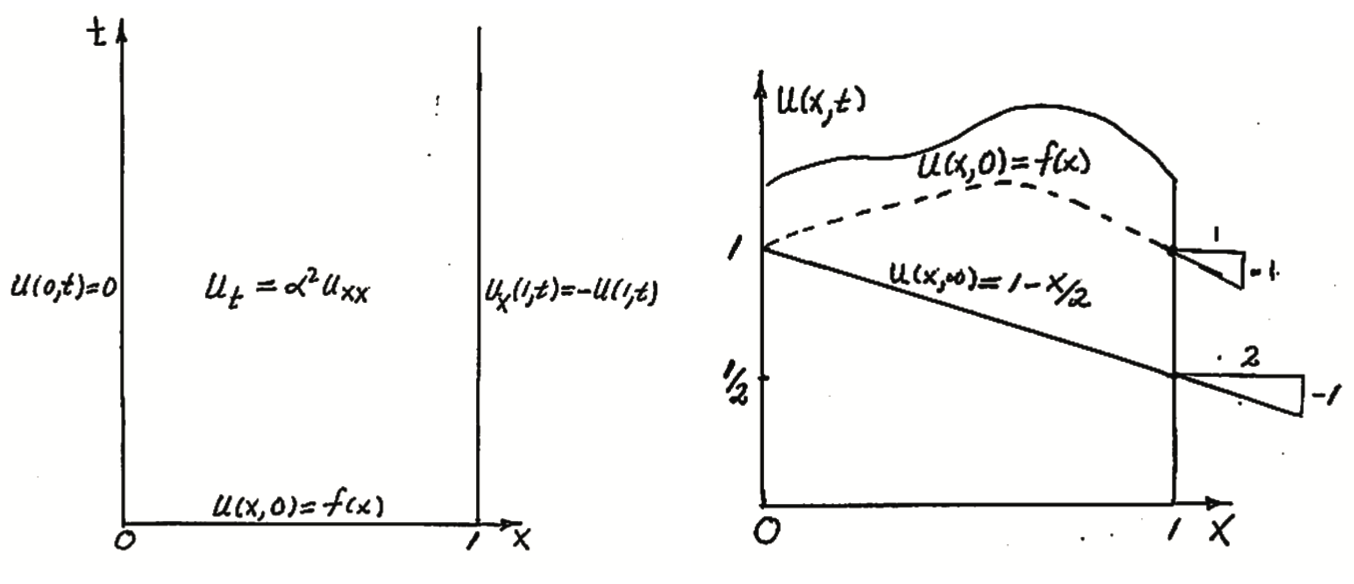 t
u(0,t)=0
u_t = α²u_xx
u_x(1,t)=-u(1,t)
u(x,0)=f(x)
0
1
x
u(x,t)
u(x,0)=f(x)
1
1
-1
u(x,∞)=1-x/2
1/2
2
-1
0
1
x